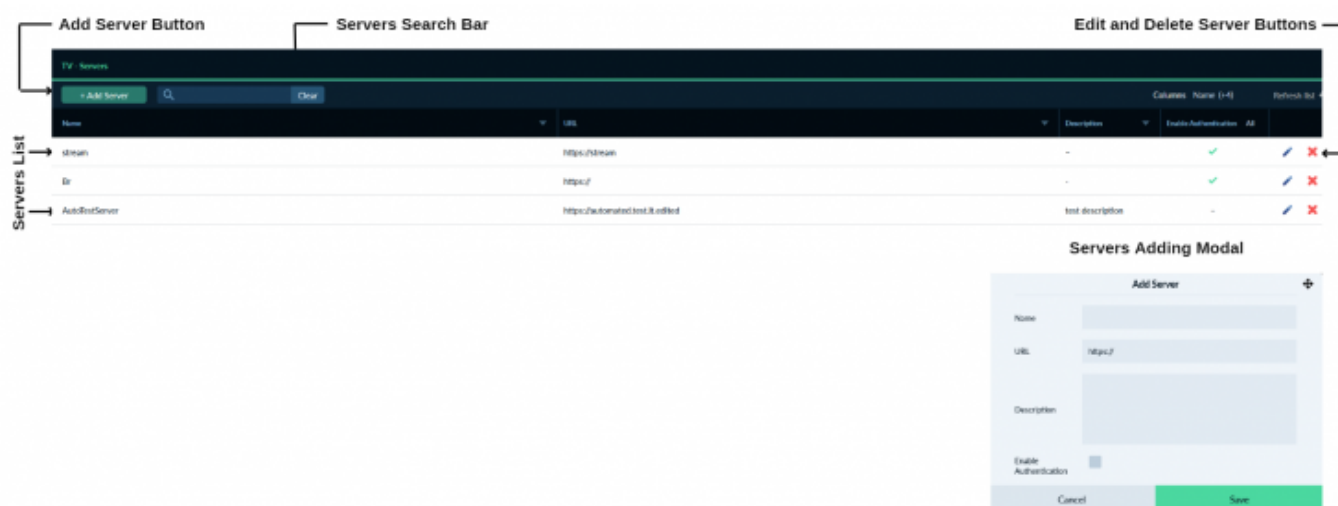 Add Server Button
Servers Search Bar
Edit and Delete Server Buttons
TV - Servers
+ Add Server
Clear
Columns Name (+4)
Refresh list
Name
URL
Description
Enable Authentication All
Servers List
stream
https://stream
-
Br
https://
-
AutoTestServer
https://automated.test.lt.edited
test description
-
Servers Adding Modal
Add Server
Name
URL
https://
Description
Enable
Authentication
Cancel
Save